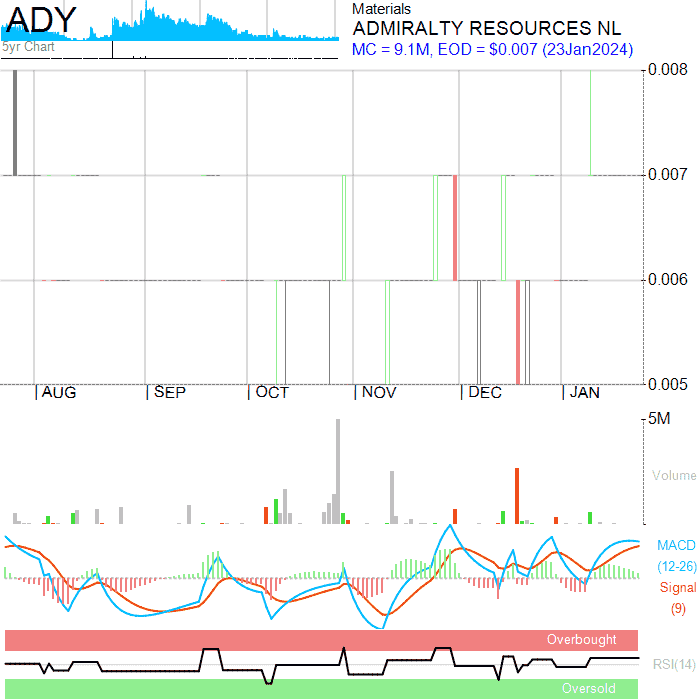 ADY
5yr Chart
Materials
ADMIRALTY RESOURCES NL
MC = 9.1M, EOD = $0.007 (23Jan2024)
0.008
0.007
0.006
0.005
AUG SEP OCT NOV DEC JAN
5M
Volume
MACD
(12-26)
Signal
(9)
Overbought
RSI(14)
Oversold